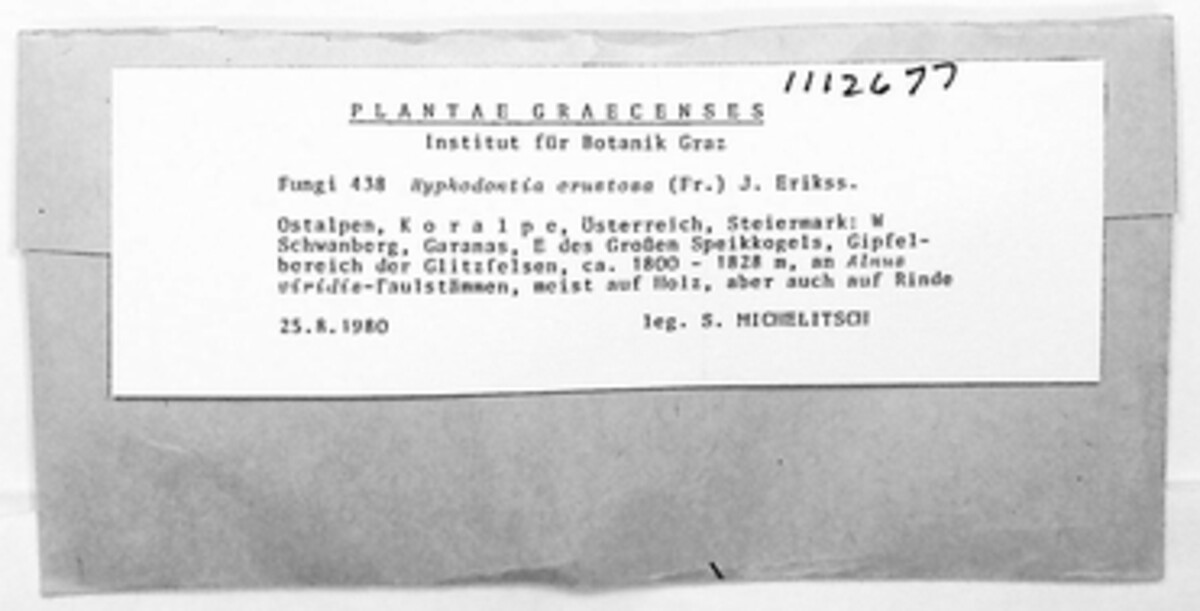 1112677
PLANTAE GRAECENSES
Institut für Botanik Graz
Fungi 438 Hyphodontia crustosa (Fr.) J. Erikss.
Ostalpen, Koralpe, Österreich, Steiermark: W
Schwanberg, Garanas, E des Großen Speikkogels, Gipfel-
bereich der Glitzfelsen, ca. 1800 - 1828 m, an Alnus
viridis-Faulstämmen, meist auf Holz, aber auch auf Rinde
25.8.1980 leg. S. MICHELITSCH